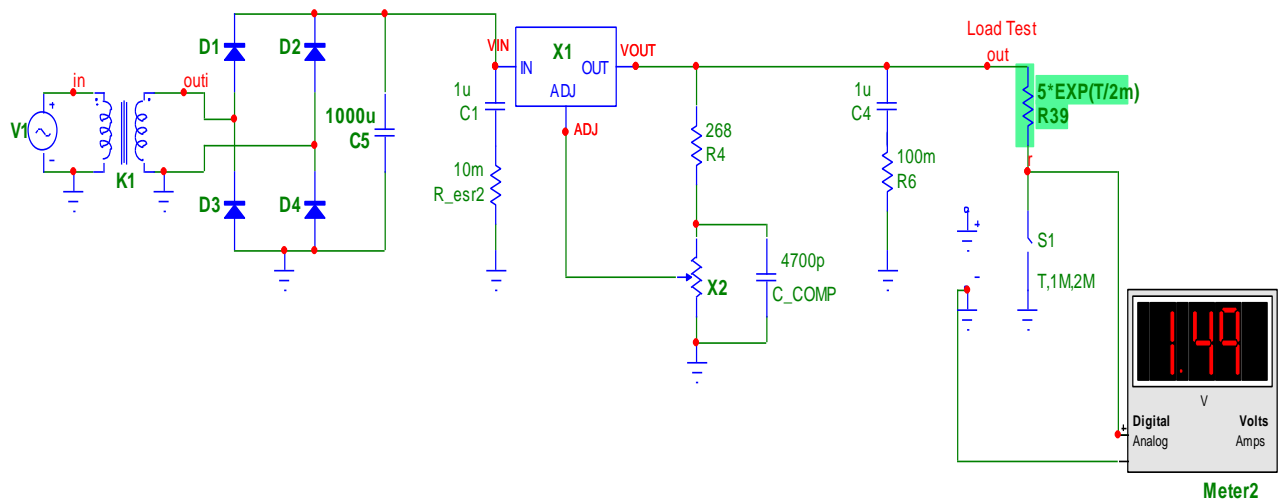 Load Test
out
D1
D2
VIN
X1
VOUT
IN
OUT
ADJ
ADJ
in
outi
V1
K1
1000u
C5
1u
C1
10m
R_esr2
268
R4
1u
C4
100m
R6
5*EXP(T/2m)
R39
r
D3
D4
X2
4700p
C_COMP
S1
T,1M,2M
1.49
V
Digital
Volts
Analog
Amps
Meter2